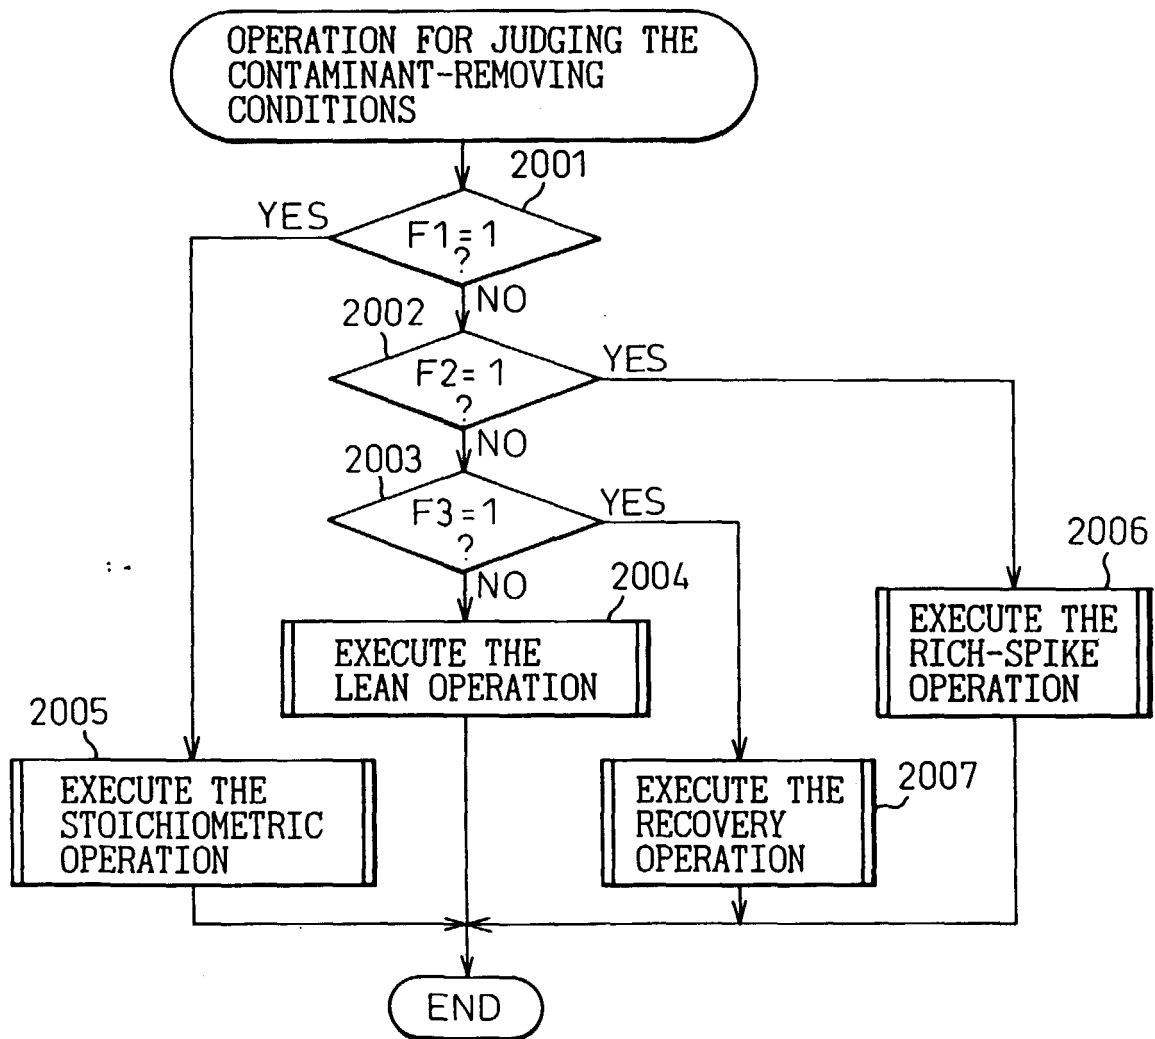 OPERATION FOR JUDGING THE
CONTAMINANT-REMOVING
CONDITIONS
2001
YES
F1=1
?
NO
2002
F2=1
?
YES
NO
2003
F3=1
?
YES
NO
2004
EXECUTE THE
LEAN OPERATION
2006
EXECUTE THE
RICH-SPIKE
OPERATION
2005
EXECUTE THE
STOICHIOMETRIC
OPERATION
2007
EXECUTE THE
RECOVERY
OPERATION
END